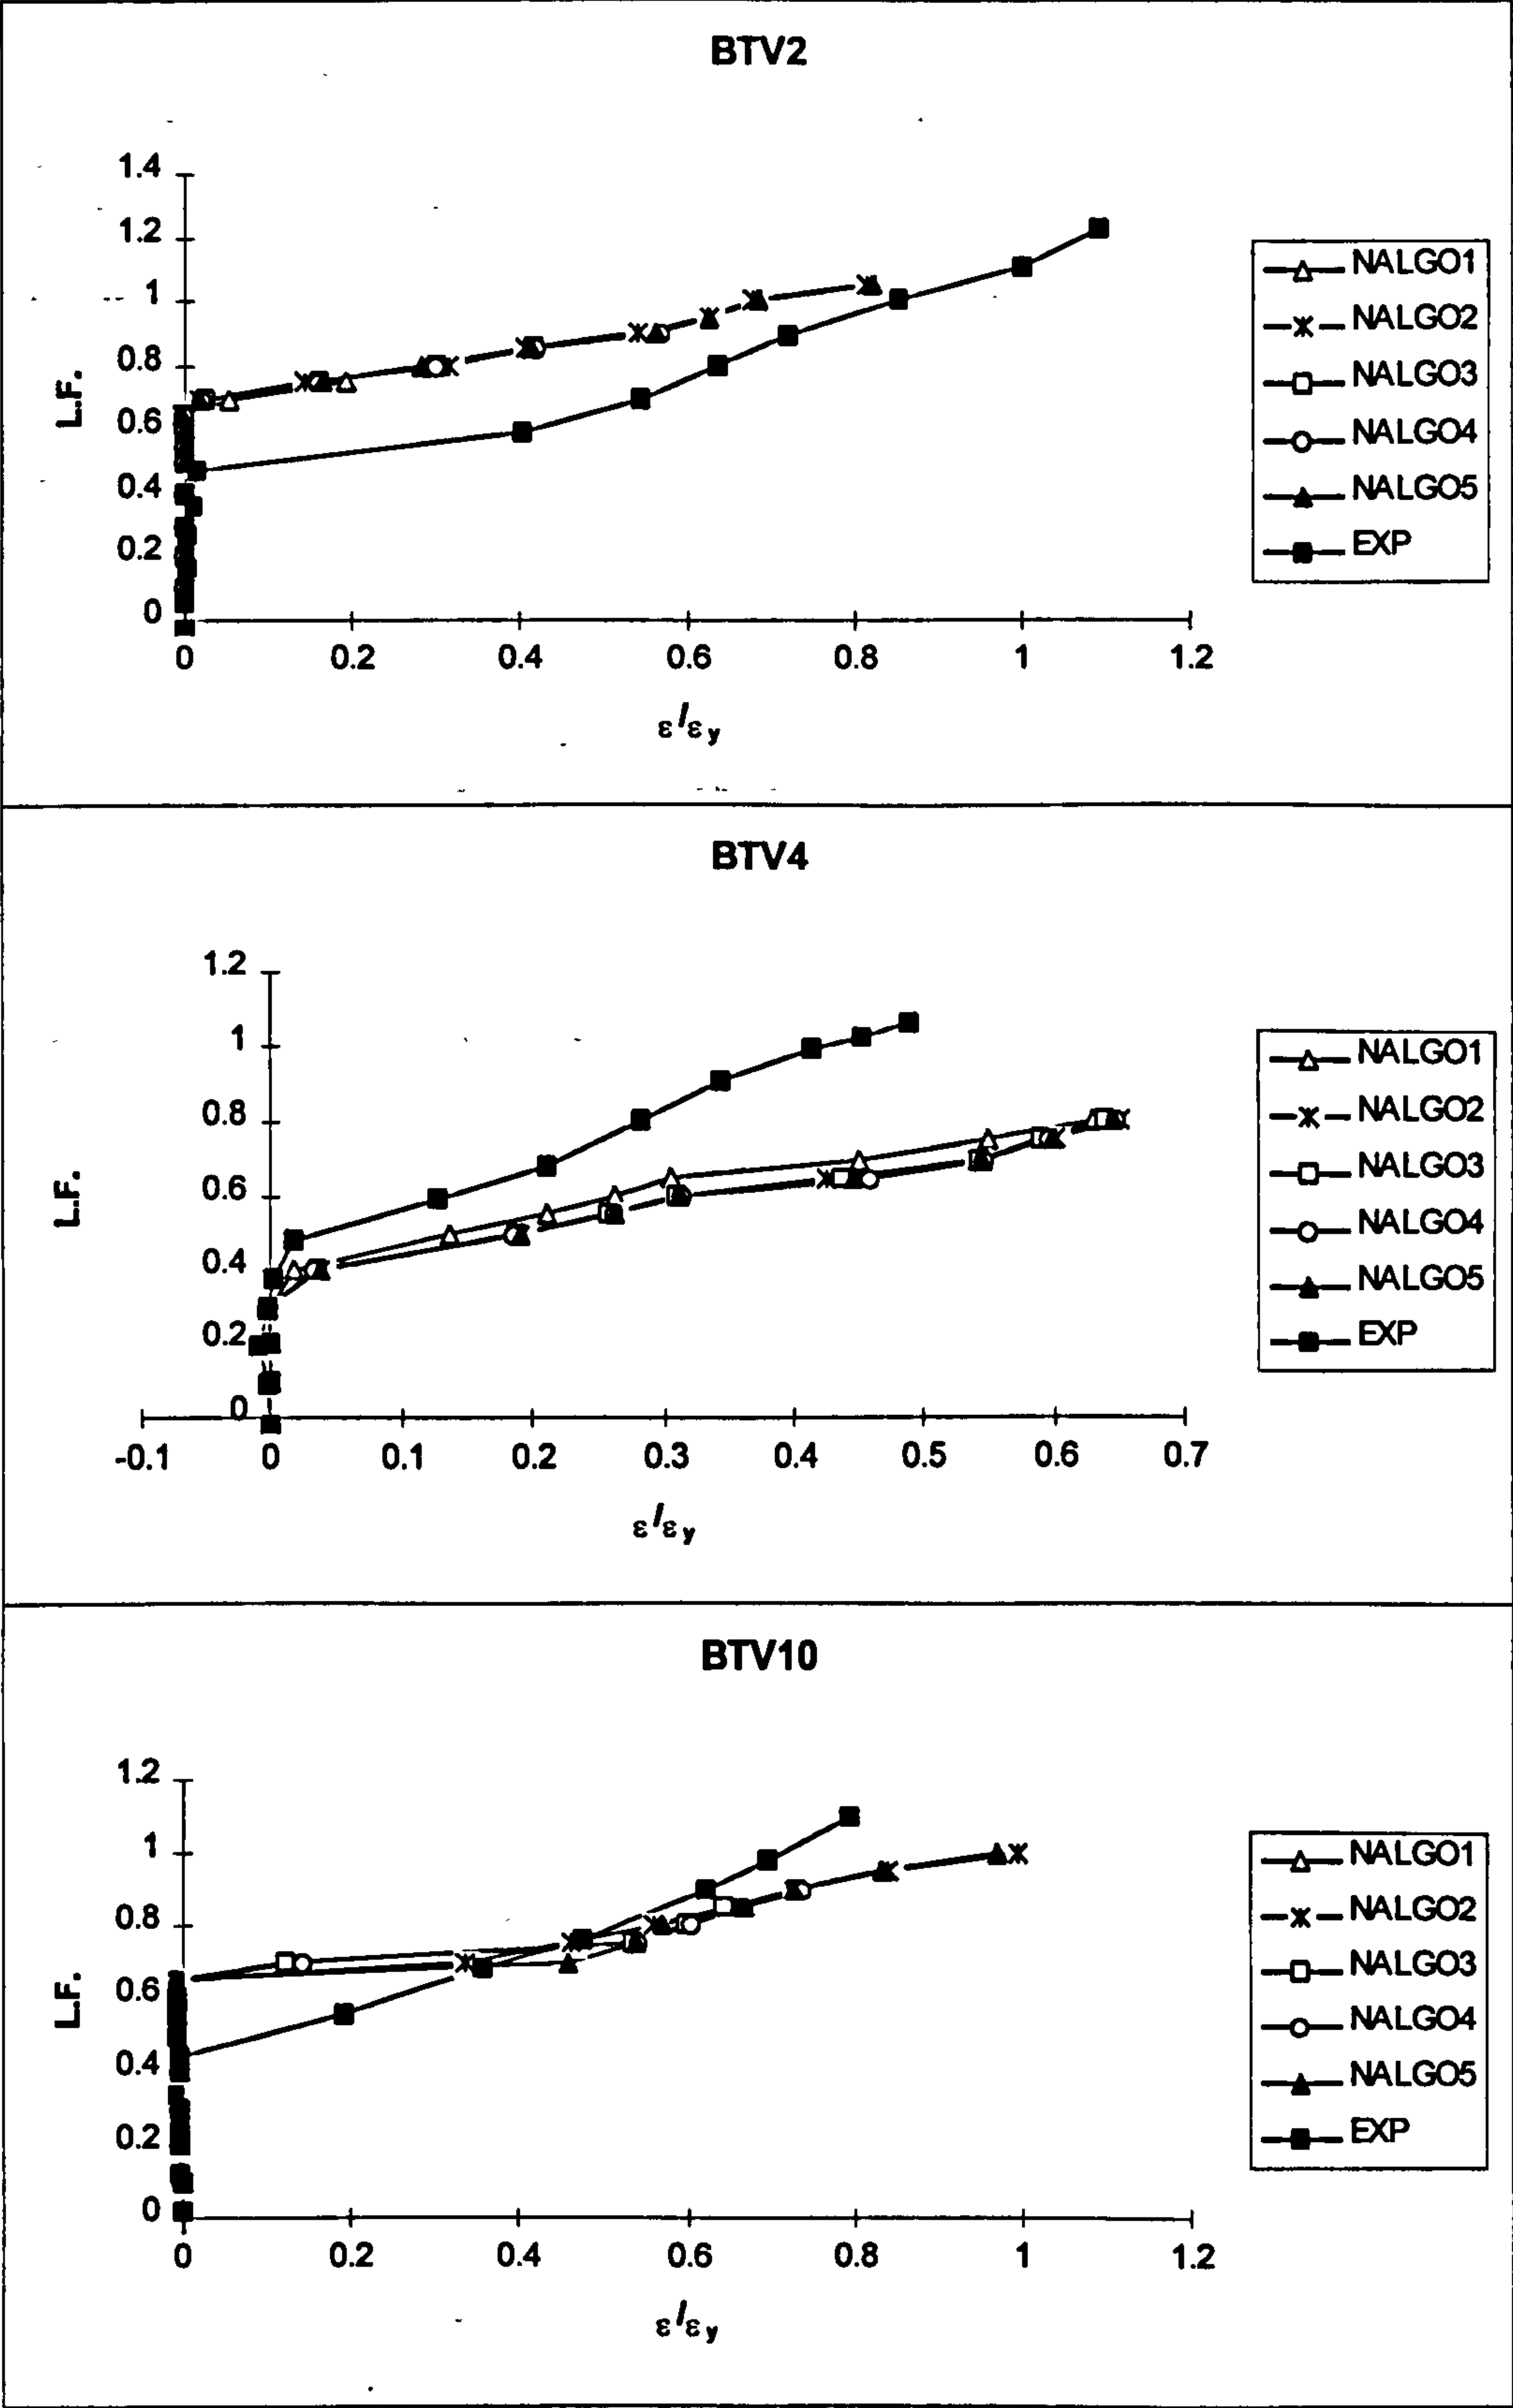 BTV2
1.4
1.2
1
0.8
0.6
0.4
0.2
0
L.F.
0 0.2 0.4 0.6 0.8 1 1.2
ε/εy
NALGO1
NALGO2
NALGO3
NALGO4
NALGO5
EXP
BTV4
1.2
1
0.8
0.6
0.4
0.2
0
L.F.
-0.1 0 0.1 0.2 0.3 0.4 0.5 0.6 0.7
ε/εy
NALGO1
NALGO2
NALGO3
NALGO4
NALGO5
EXP
BTV10
1.2
1
0.8
0.6
0.4
0.2
0
L.F.
0 0.2 0.4 0.6 0.8 1 1.2
ε/εy
NALGO1
NALGO2
NALGO3
NALGO4
NALGO5
EXP